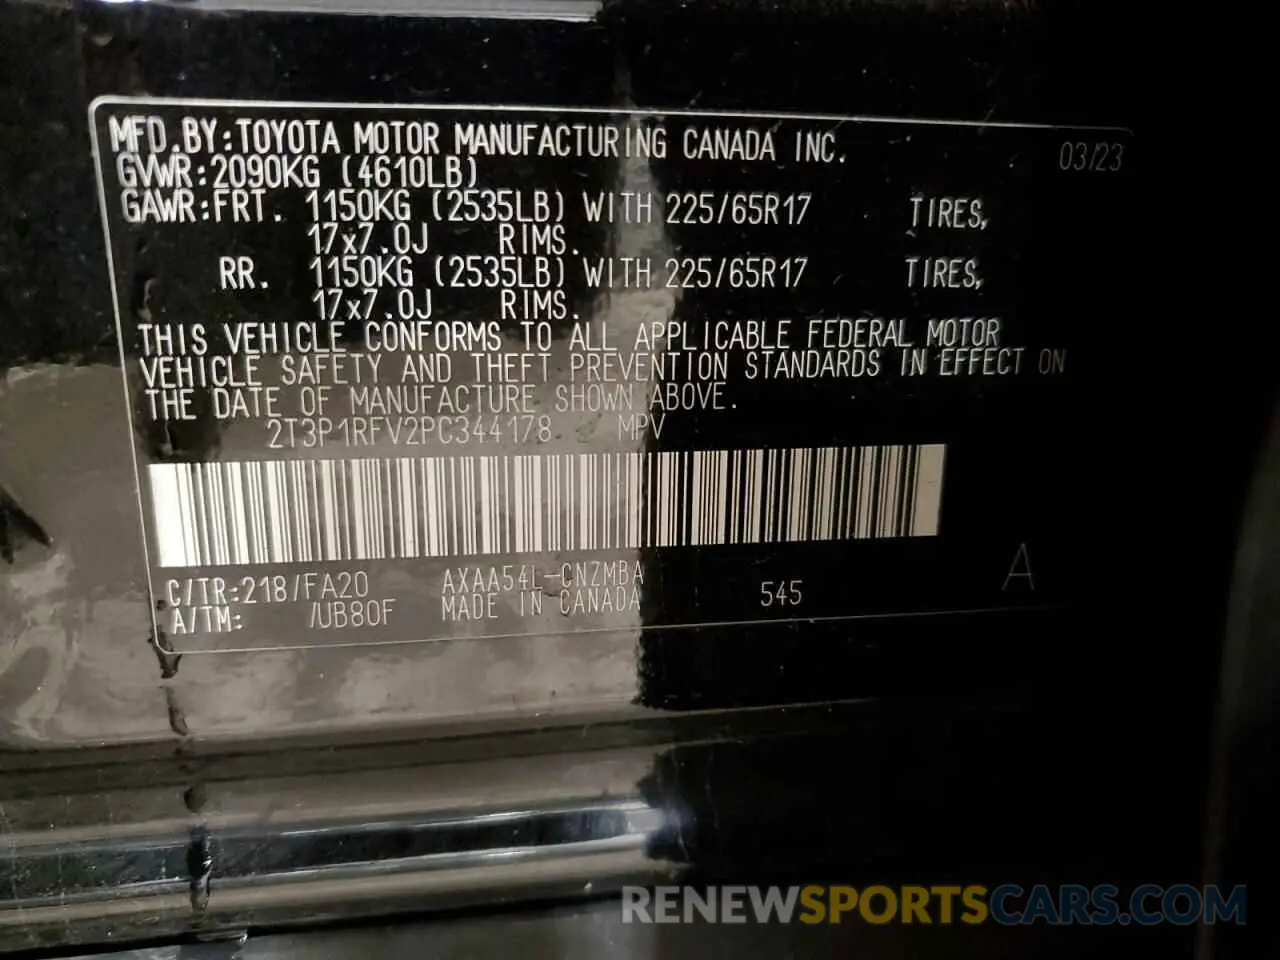 MFD.BY:TOYOTA MOTOR MANUFACTURING CANADA INC. 03/23
GVWR:2090KG (4610LB)
GAWR:FRT. 1150KG (2535LB) WITH 225/65R17 TIRES,
17x7.0J RIMS.
RR. 1150KG (2535LB) WITH 225/65R17 TIRES,
17x7.0J RIMS.
THIS VEHICLE CONFORMS TO ALL APPLICABLE FEDERAL MOTOR
VEHICLE SAFETY AND THEFT PREVENTION STANDARDS IN EFFECT ON
THE DATE OF MANUFACTURE SHOWN ABOVE.
2T3P1RFV2PC344178 MPV
C/TR:218/FA20 AXAA54L-CNZMBA 545 A
A/TM: /UB80F MADE IN CANADA
RENEWSPORTSCARS.COM